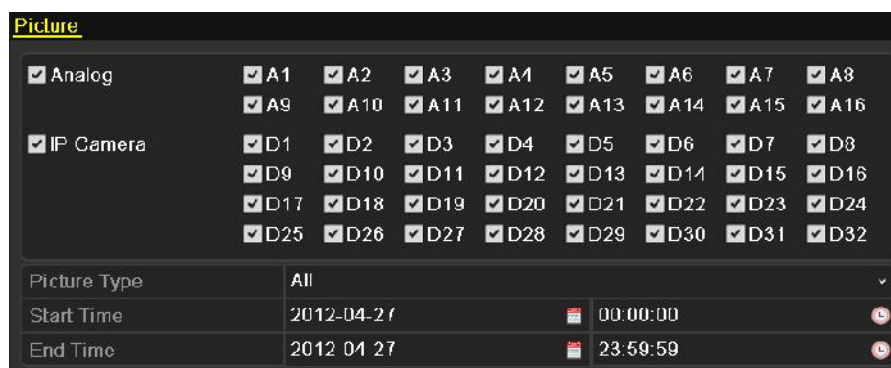 Picture
Analog A1 A2 A3 A4 A5 A6 A7 A8
A9 A10 A11 A12 A13 A14 A15 A16
IP Camera D1 D2 D3 D4 D5 D6 D7 D8
D9 D10 D11 D12 D13 D14 D15 D16
D17 D18 D19 D20 D21 D22 D23 D24
D25 D26 D27 D28 D29 D30 D31 D32
Picture Type All
Start Time 2012-04-27 00:00:00
End Time 2012-04-27 23:59:59